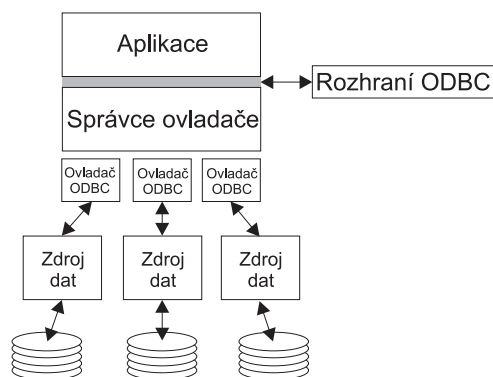 Aplikace
Rozhraní ODBC
Správce ovladače
Ovladač
ODBC
Ovladač
ODBC
Ovladač
ODBC
Zdroj
dat
Zdroj
dat
Zdroj
dat